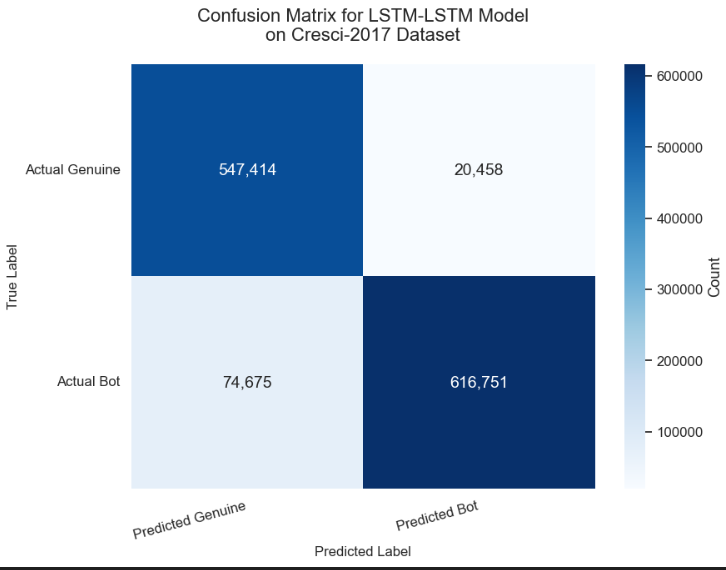 Confusion Matrix for LSTM-LSTM Model
on Cresci-2017 Dataset
True Label
Actual Genuine
547,414
20,458
Actual Bot
74,675
616,751
Predicted Genuine
Predicted Bot
Predicted Label
600000
500000
400000
300000
200000
100000
Count